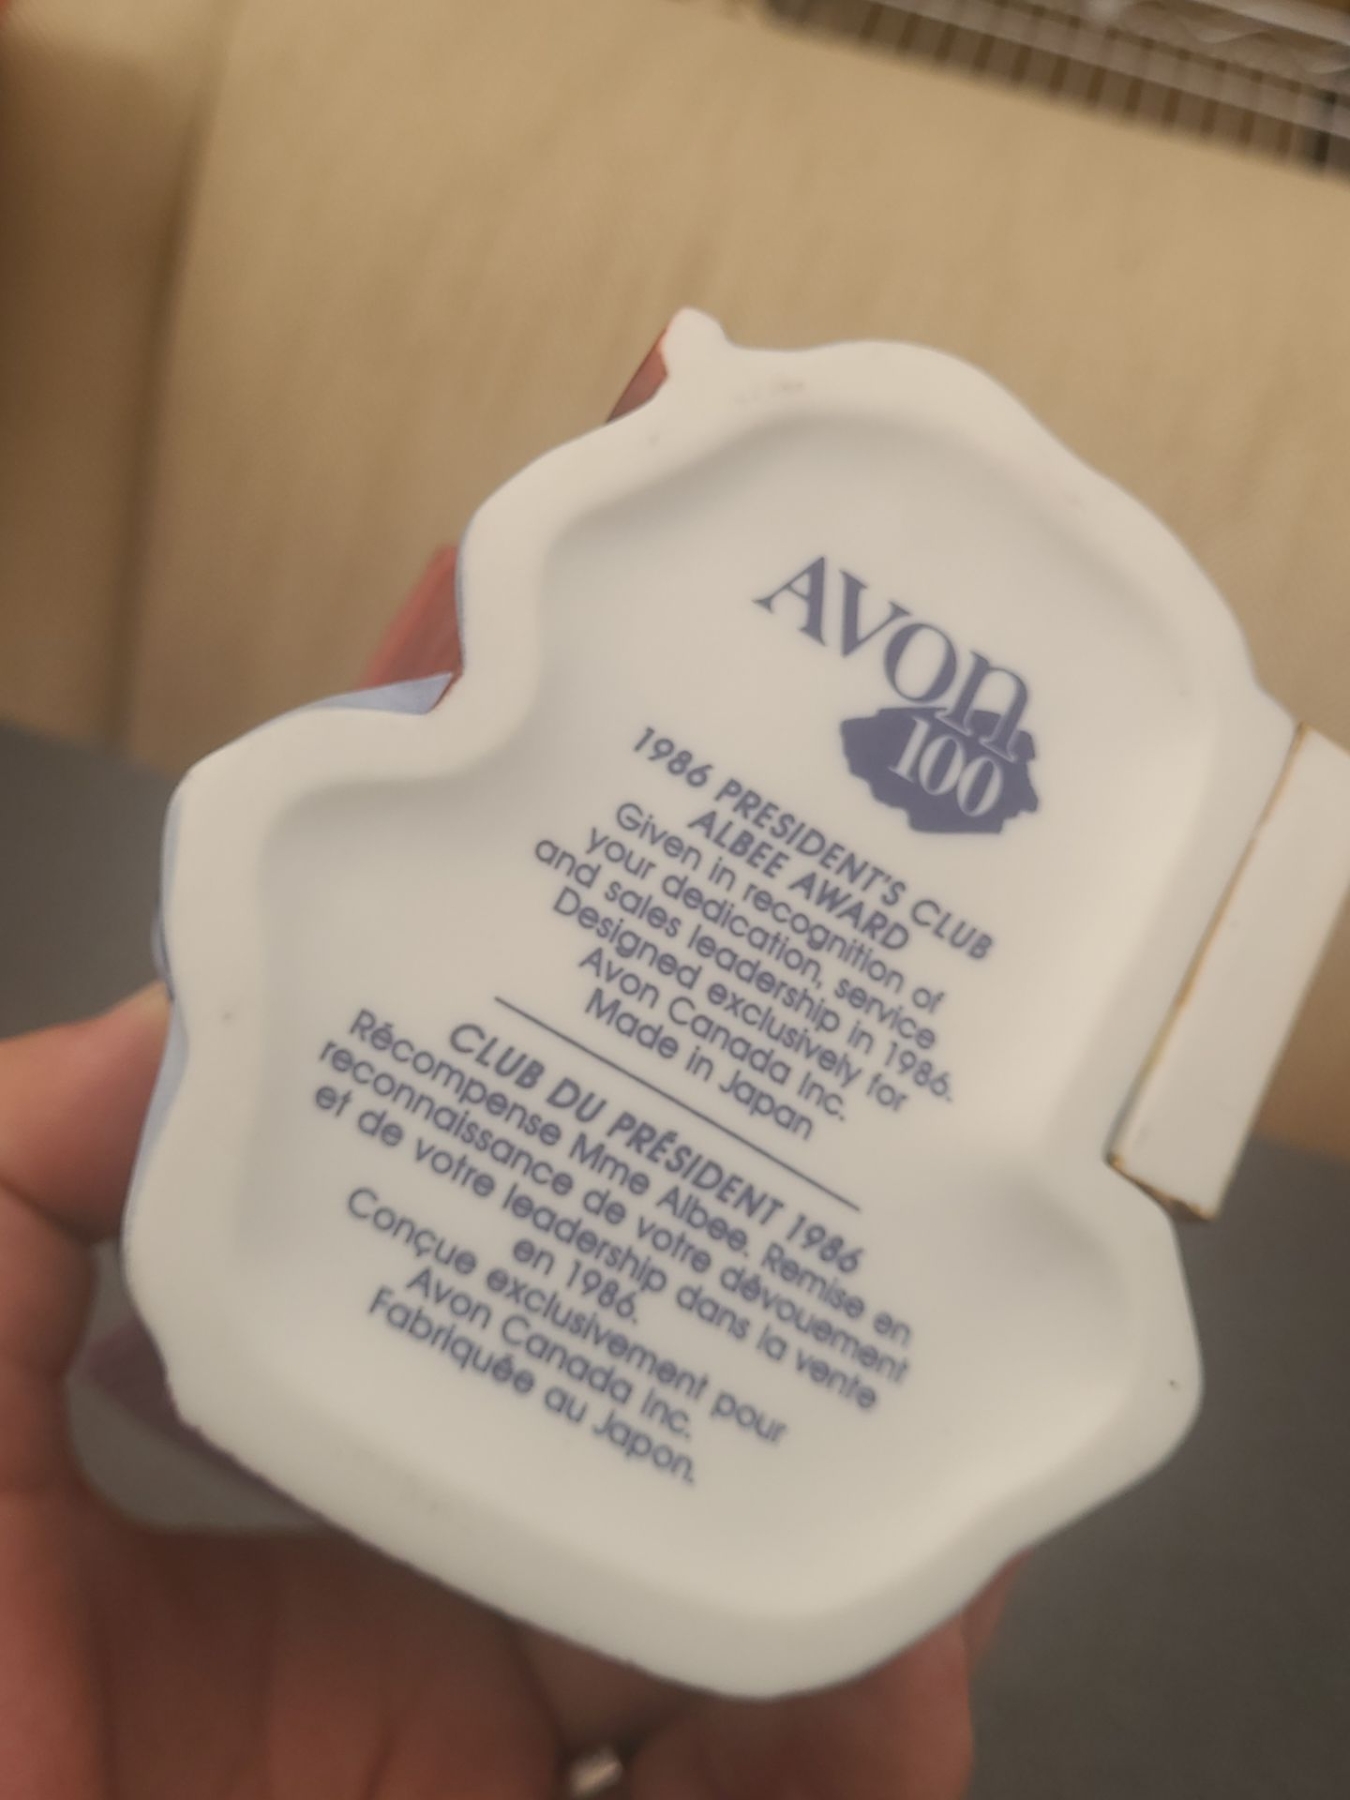 AVON
100
1986 PRESIDENT'S CLUB
ALBEE AWARD
Given in recognition of
your dedication, service
and sales leadership in 1986.
Designed exclusively for
Avon Canada Inc.
Made in Japan
CLUB DU PRÉSIDENT 1986
Récompense Mme Albee. Remise en
reconnaissance de votre dévouement
et de votre leadership dans la vente
en 1986.
Conçue exclusivement pour
Avon Canada Inc.
Fabriquée au Japon.